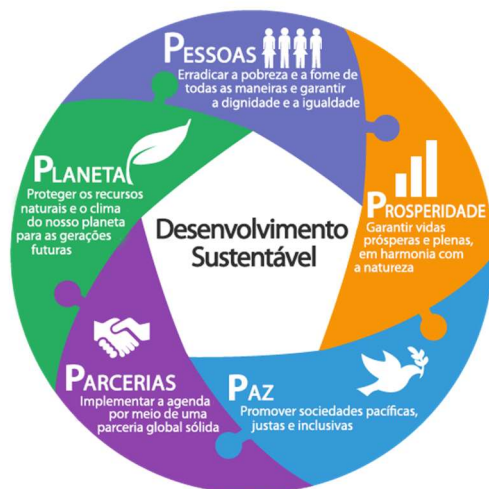 PESSOAS
Erradicar a pobreza e a fome de
todas as maneiras e garantir
a dignidade e a igualdade
PROSPERIDADE
Garantir vidas
prósperas e plenas,
em harmonia com
a natureza
PAZ
Promover sociedades pacíficas,
justas e inclusivas
PARCERIAS
Implementar a agenda
por meio de uma
parceria global sólida
PLANETA
Proteger os recursos
naturais e o clima
do nosso planeta
para as gerações
futuras
Desenvolvimento
Sustentável